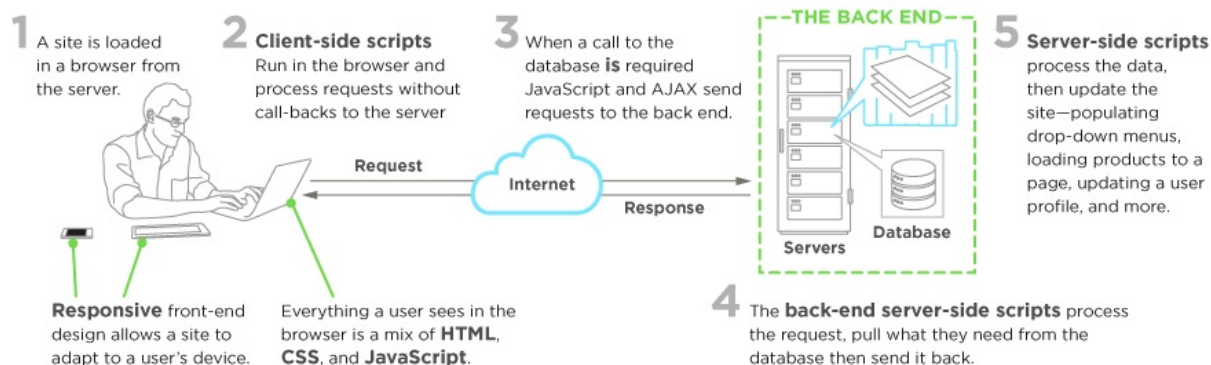 1
A site is loaded
in a browser from
the server.
2
Client-side scripts
Run in the browser and
process requests without
call-backs to the server
3
When a call to the
database is required
JavaScript and AJAX send
requests to the back end.
THE BACK END
5
Server-side scripts
process the data,
then update the
site—populating
drop-down menus,
loading products to a
page, updating a user
profile, and more.
Request
Internet
Response
Servers
Database
Responsive front-end
design allows a site to
adapt to a user's device.
Everything a user sees in the
browser is a mix of HTML,
CSS, and JavaScript.
4
The back-end server-side scripts process
the request, pull what they need from the
database then send it back.